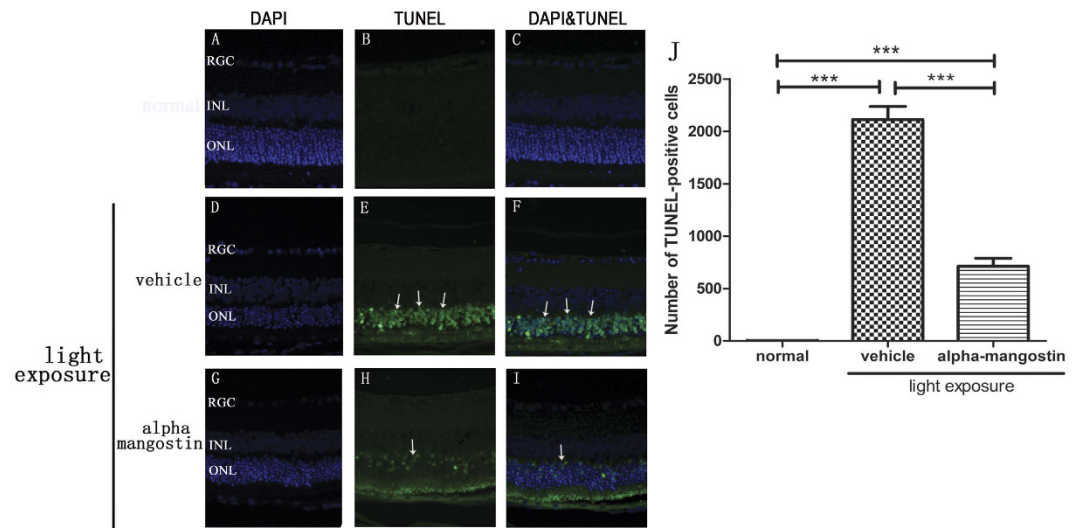 DAPI TUNEL DAPI&TUNEL
A B C
RGC
normal INL
ONL
D E F
RGC
vehicle
INL
ONL
light
exposure
G H I
RGC
alpha
mangostin INL
ONL
J
***
*** ***
Number of TUNEL-positive cells
2500
2000
1500
1000
500
0
normal vehicle alpha-mangostin
light exposure